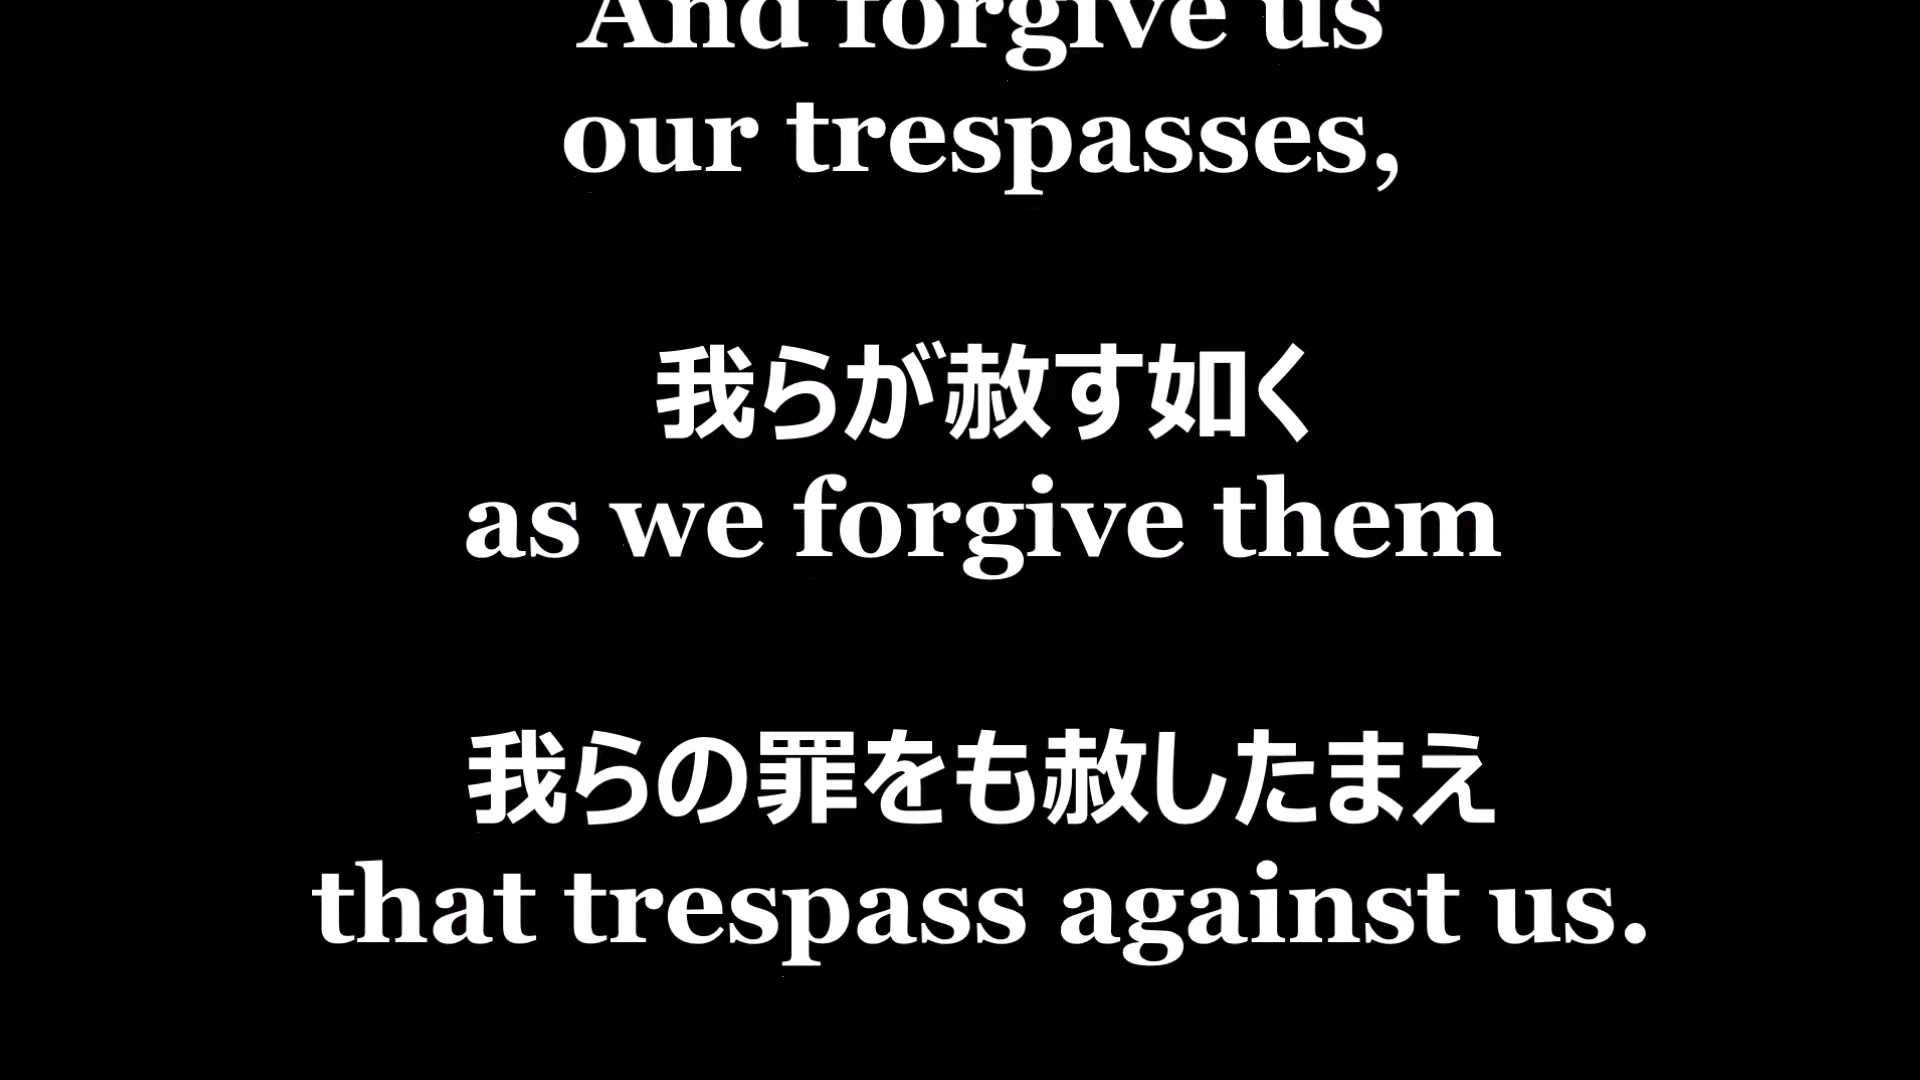 And forgive us
our trespasses,
我らが赦す如く
as we forgive them
我らの罪をも赦したまえ
that trespass against us.